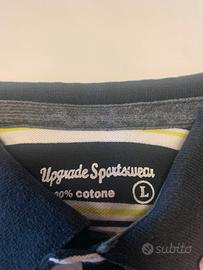 Upgrade Sportswear
100% cotone
L
subito